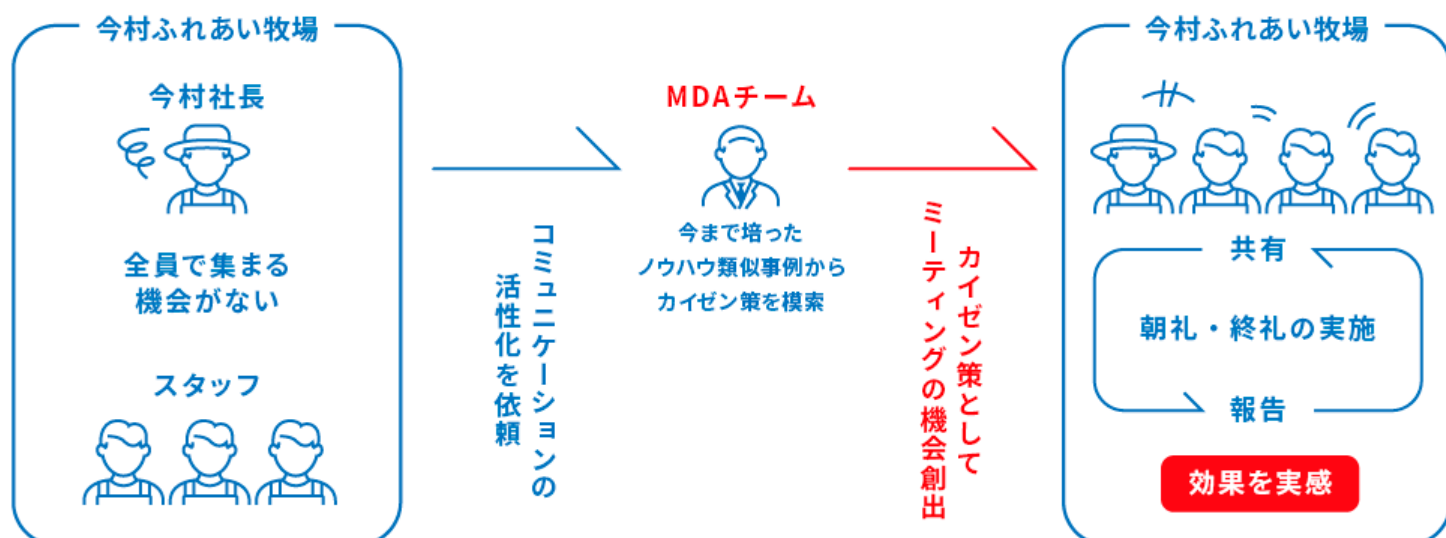 今村ふれあい牧場
今村社長
全員で集まる
機会がない
スタッフ
コミュニケーションの
活性化を依頼
MDAチーム
今まで培った
ノウハウ類似事例から
カイゼン策を模索
カイゼン策として
ミーティングの機会創出
今村ふれあい牧場
共有
朝礼・終礼の実施
報告
効果を実感